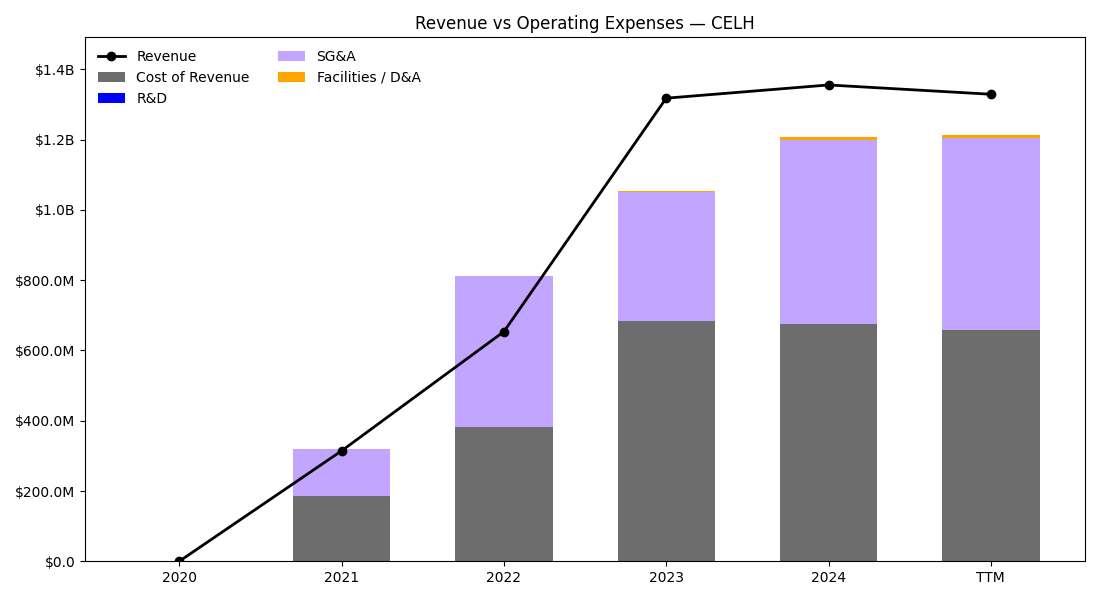 Revenue vs Operating Expenses — CELH
Revenue
Cost of Revenue
R&D
SG&A
Facilities / D&A
$1.4B
$1.2B
$1.0B
$800.0M
$600.0M
$400.0M
$200.0M
$0.0
2020 2021 2022 2023 2024 TTM